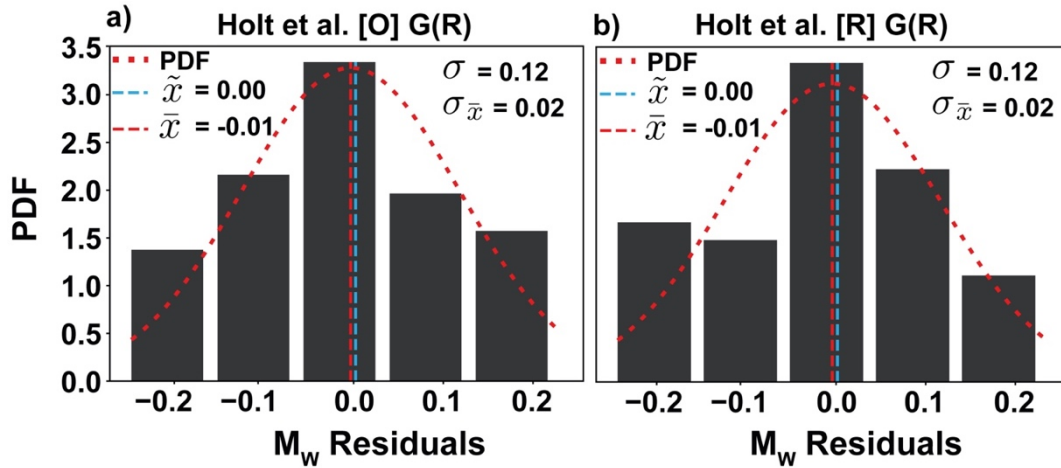 a)
Holt et al. [O] G(R)
PDF
x̃ = 0.00
x̄ = -0.01
σ = 0.12
σx̄ = 0.02
3.5
3.0
2.5
2.0
1.5
1.0
0.5
0.0
PDF
−0.2 −0.1 0.0 0.1 0.2
Mw Residuals
b)
Holt et al. [R] G(R)
PDF
x̃ = 0.00
x̄ = -0.01
σ = 0.12
σx̄ = 0.02
−0.2 −0.1 0.0 0.1 0.2
Mw Residuals